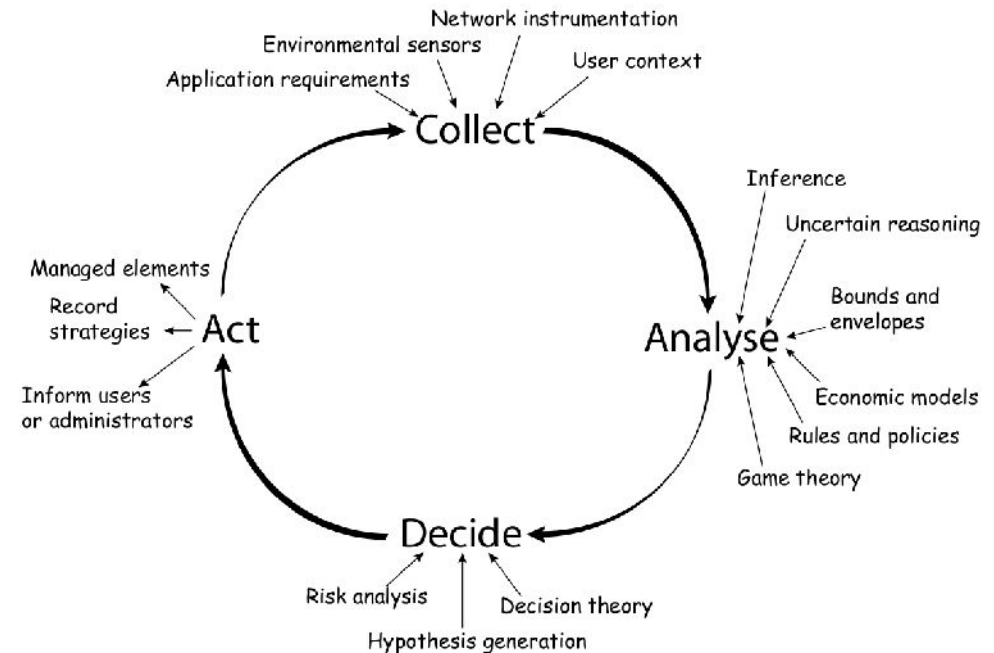 Network instrumentation
Environmental sensors
User context
Application requirements
Collect
Inference
Uncertain reasoning
Managed elements
Bounds and
envelopes
Record
strategies
Act
Analyse
Inform users
or administrators
Economic models
Rules and policies
Game theory
Decide
Risk analysis
Decision theory
Hypothesis generation